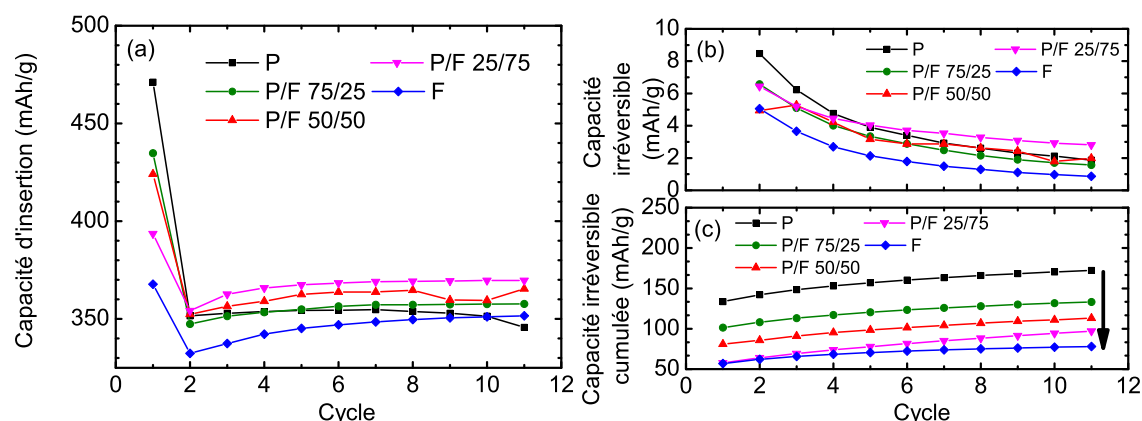 (a)
P
P/F 75/25
P/F 50/50
P/F 25/75
F
Capacité d'insertion (mAh/g)
500
450
400
350
0 2 4 6 8 10 12
Cycle
(b)
P
P/F 75/25
P/F 50/50
P/F 25/75
F
Capacité
irréversible
(mAh/g)
10
8
6
4
2
0
(c)
P
P/F 75/25
P/F 50/50
P/F 25/75
F
Capacité irréversible
cumulée (mAh/g)
250
200
150
100
50
0 2 4 6 8 10 12
Cycle